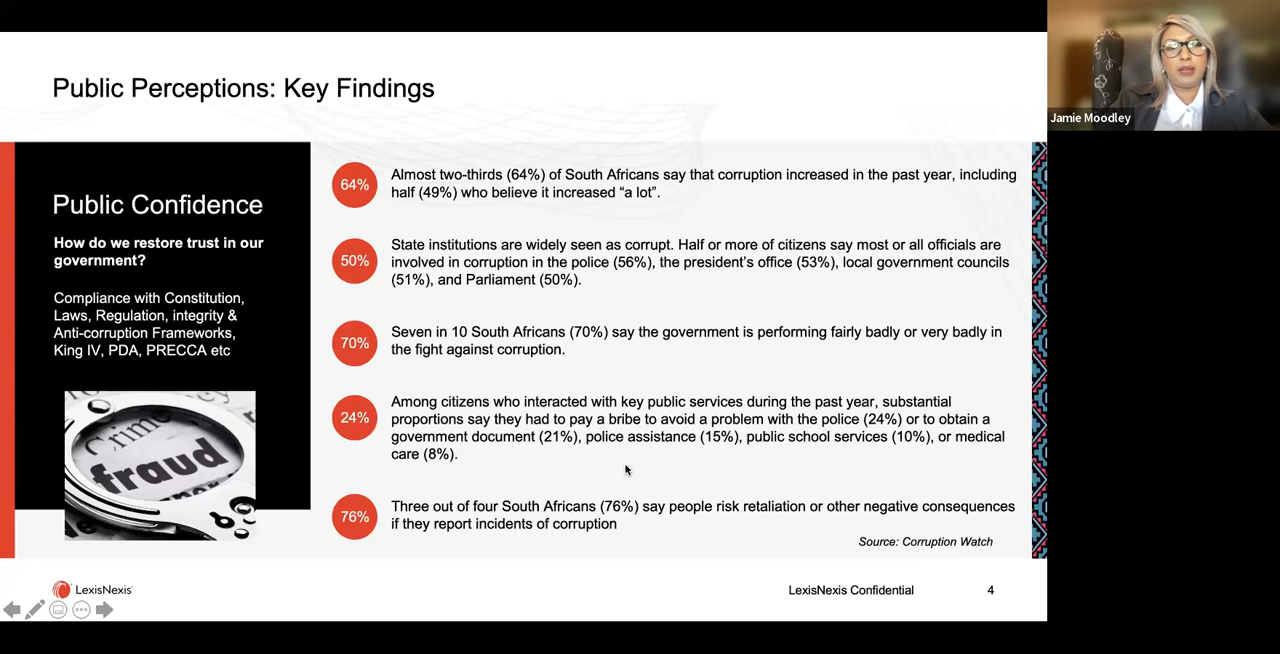 Public Perceptions: Key Findings
Jamie Moodley
Public Confidence
How do we restore trust in our
government?
Compliance with Constitution,
Laws, Regulation, integrity &
Anti-corruption Frameworks,
King IV, PDA, PRECCA etc
Crime
fraud
64%
Almost two-thirds (64%) of South Africans say that corruption increased in the past year, including
half (49%) who believe it increased “a lot”.
50%
State institutions are widely seen as corrupt. Half or more of citizens say most or all officials are
involved in corruption in the police (56%), the president’s office (53%), local government councils
(51%), and Parliament (50%).
70%
Seven in 10 South Africans (70%) say the government is performing fairly badly or very badly in
the fight against corruption.
24%
Among citizens who interacted with key public services during the past year, substantial
proportions say they had to pay a bribe to avoid a problem with the police (24%) or to obtain a
government document (21%), police assistance (15%), public school services (10%), or medical
care (8%).
76%
Three out of four South Africans (76%) say people risk retaliation or other negative consequences
if they report incidents of corruption
Source: Corruption Watch
LexisNexis
LexisNexis Confidential
4